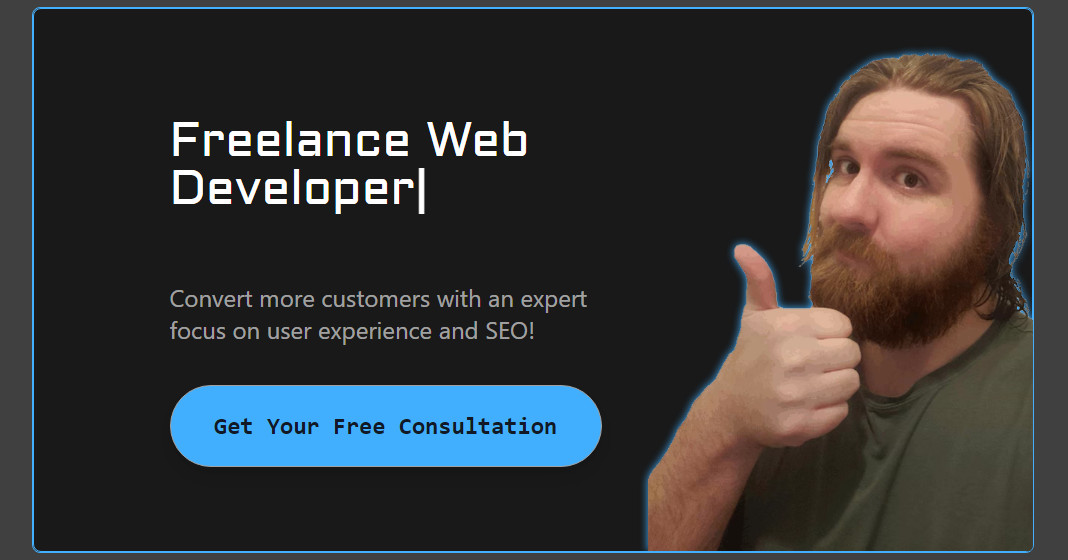 Freelance Web
Developer|
Convert more customers with an expert
focus on user experience and SEO!
Get Your Free Consultation